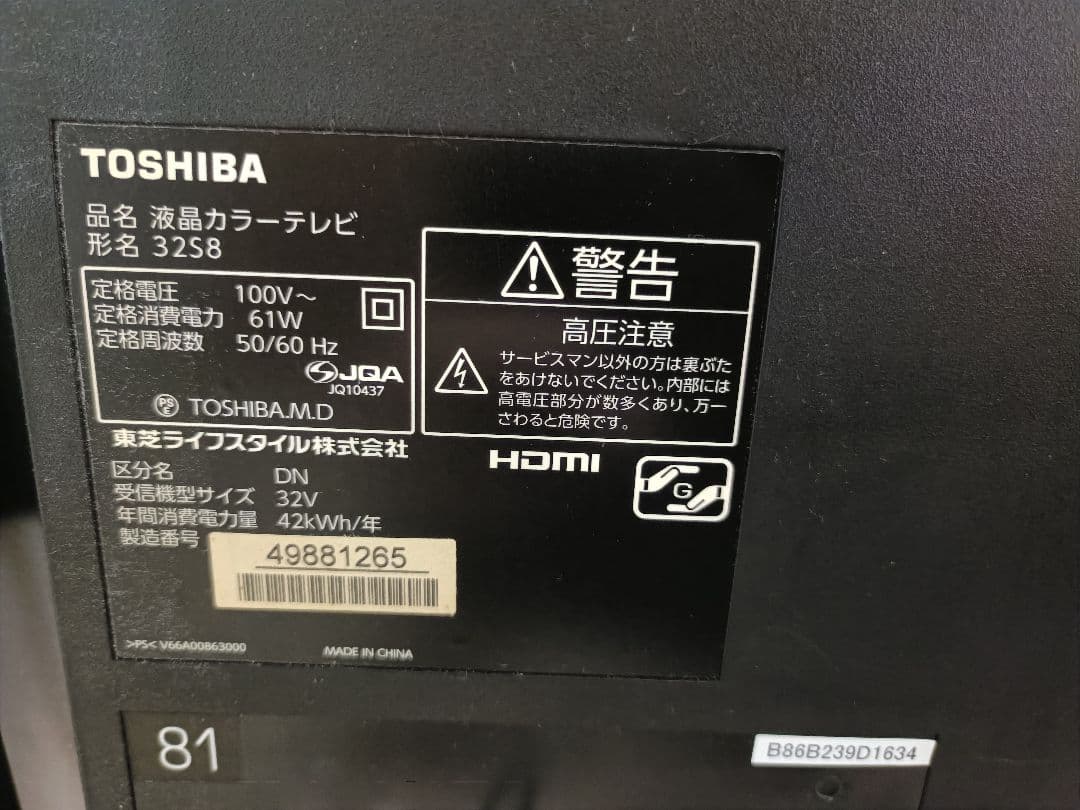 TOSHIBA
品名 液晶カラーテレビ
形名 32S8
定格電圧 100V～
定格消費電力 61W
定格周波数 50/60 Hz
JQA
JQ10437
PS
E
TOSHIBA.M.D
警告
高圧注意
サービスマン以外の方は裏ぶた
をあけないでください。内部には
高電圧部分が数多くあり、万一
さわると危険です。
東芝ライフスタイル株式会社
HDMI
G
区分名 DN
受信機型サイズ 32V
年間消費電力量 42kWh/年
製造番号
49881265
>PS< V66A00863000
MADE IN CHINA
81
B86B239D1634